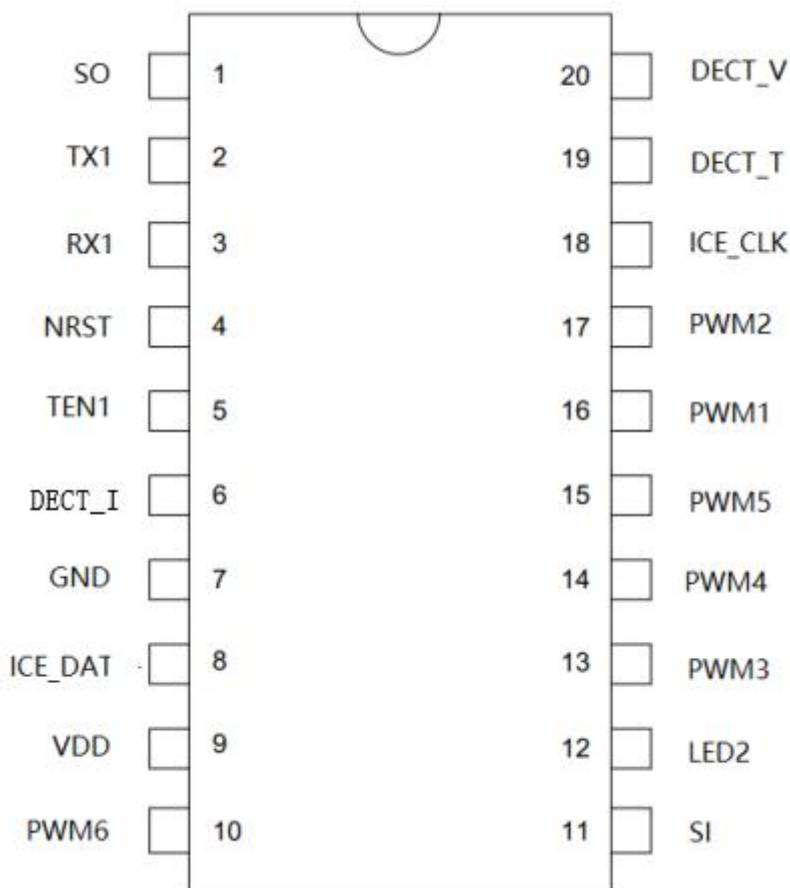 SO 1 20 DECT_V
TX1 2 19 DECT_T
RX1 3 18 ICE_CLK
NRST 4 17 PWM2
TEN1 5 16 PWM1
DECT_I 6 15 PWM5
GND 7 14 PWM4
ICE_DAT 8 13 PWM3
VDD 9 12 LED2
PWM6 10 11 SI